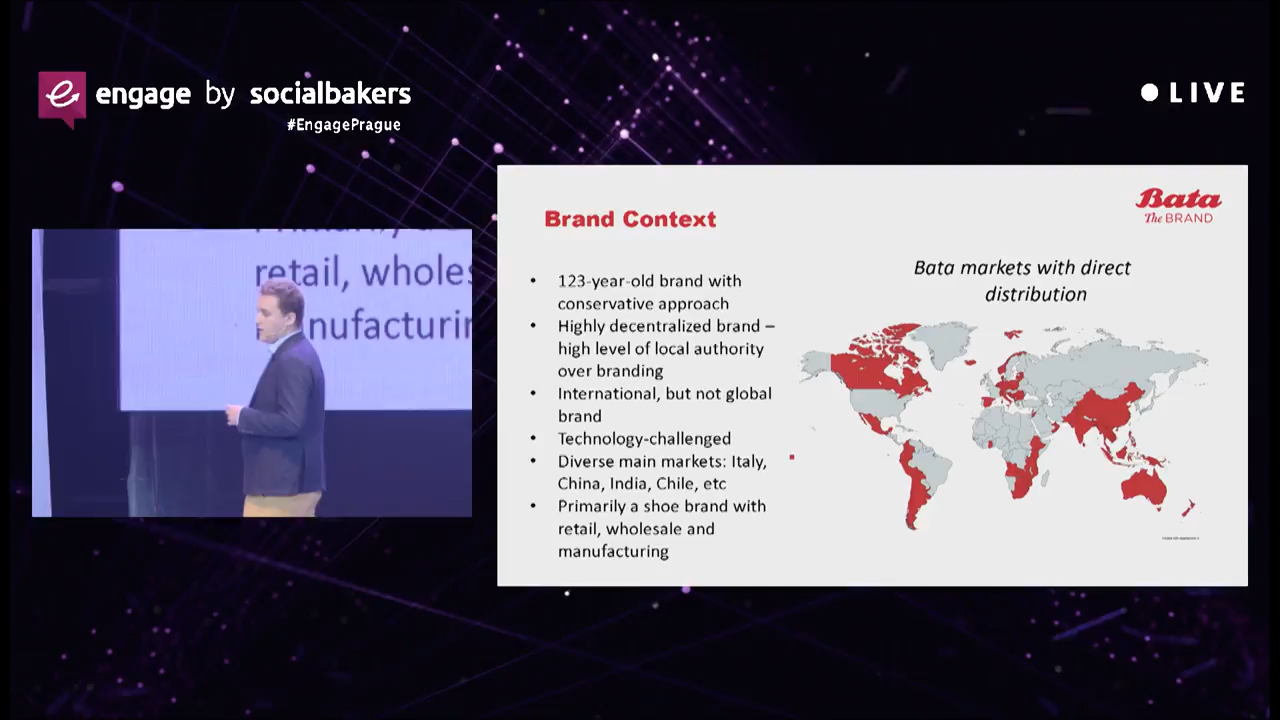 engage by socialbakers
#EngagePrague
LIVE
retail, wholes
nufacturin
Bata
The BRAND
Brand Context
Bata markets with direct
distribution
• 123-year-old brand with
conservative approach
• Highly decentralized brand –
high level of local authority
over branding
• International, but not global
brand
• Technology-challenged
• Diverse main markets: Italy,
China, India, Chile, etc
• Primarily a shoe brand with
retail, wholesale and
manufacturing